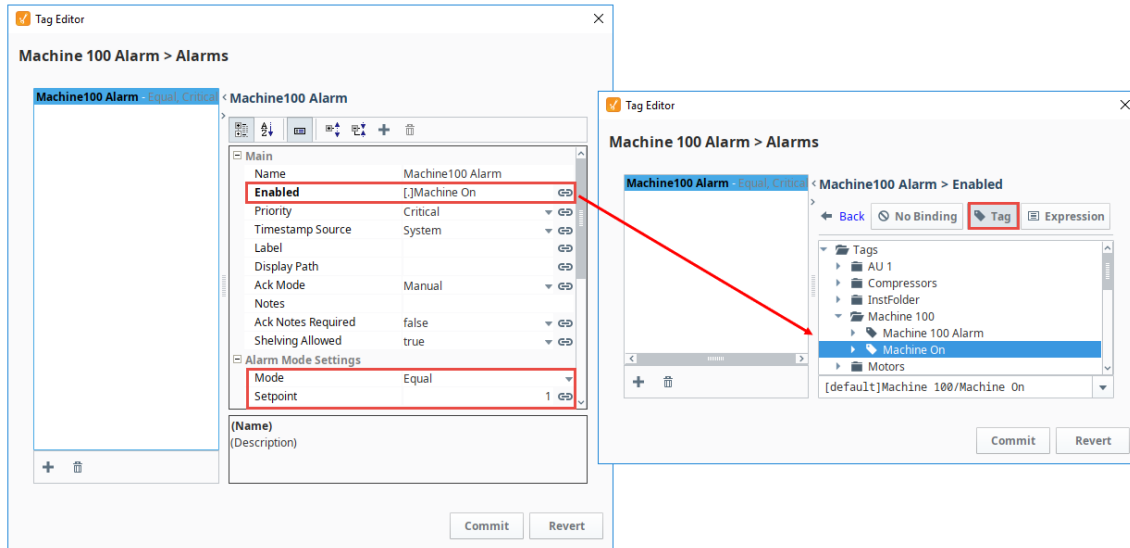 Tag Editor
Machine 100 Alarm > Alarms
Machine100 Alarm - Equal, Critical
Machine100 Alarm
Main
Name Machine100 Alarm
Enabled [.]Machine On
Priority Critical
Timestamp Source System
Label
Display Path
Ack Mode Manual
Notes
Ack Notes Required false
Shelving Allowed true
Alarm Mode Settings
Mode Equal
Setpoint 1
(Name)
(Description)
Commit Revert
Tag Editor
Machine 100 Alarm > Alarms
Machine100 Alarm - Equal, Critical
Machine100 Alarm > Enabled
Back No Binding Tag Expression
Tags
AU 1
Compressors
InstFolder
Machine 100
Machine 100 Alarm
Machine On
Motors
[default]Machine 100/Machine On
Commit Revert